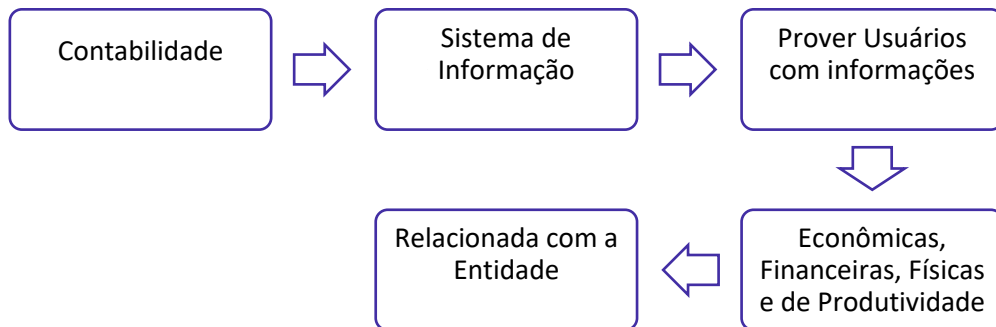 Contabilidade
Sistema de
Informação
Prover Usuários
com informações
Econômicas,
Financeiras, Físicas
e de Produtividade
Relacionada com a
Entidade